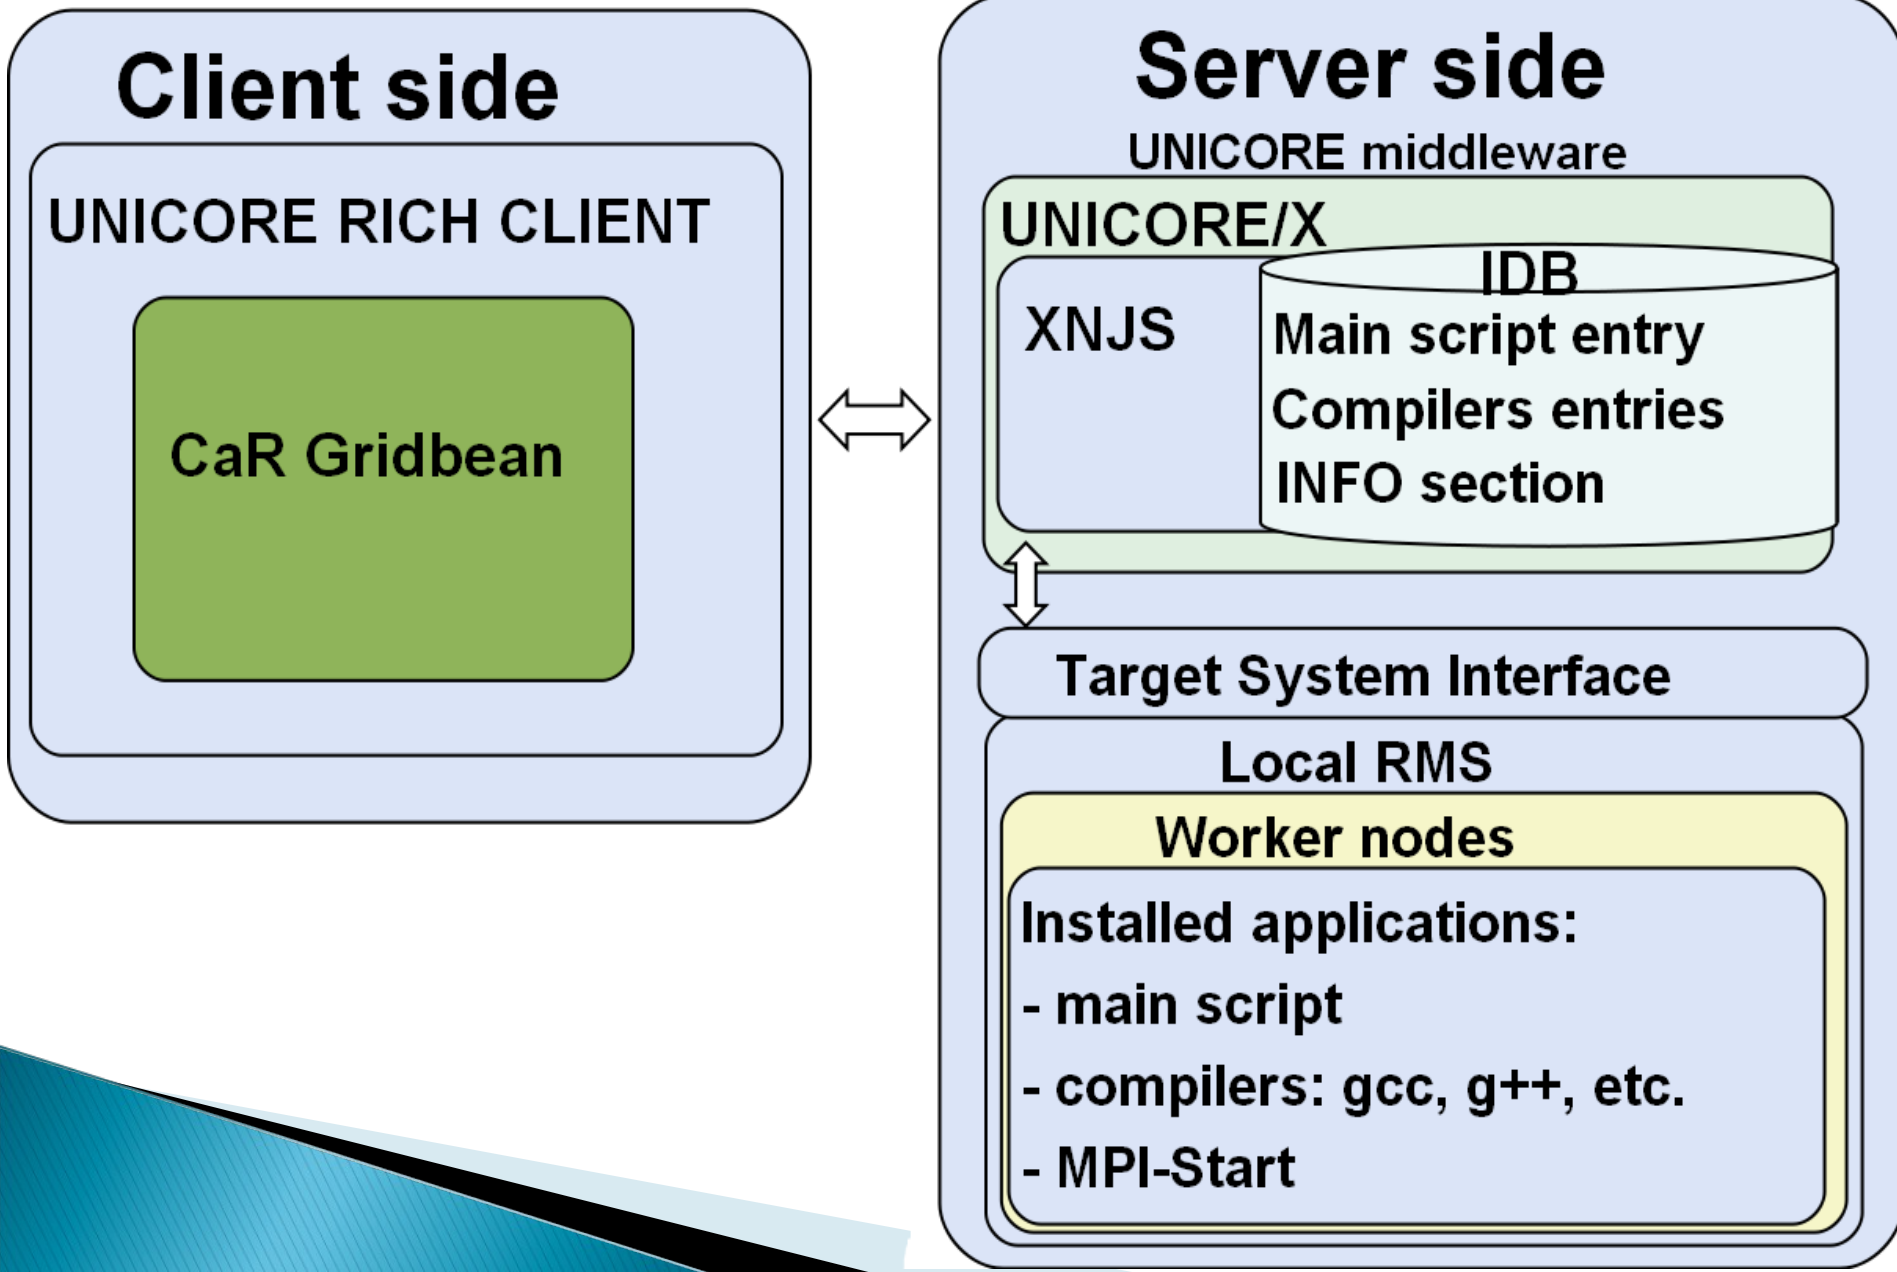 Client side
UNICORE RICH CLIENT
CaR Gridbean
Server side
UNICORE middleware
UNICORE/X
XNJS
IDB
Main script entry
Compilers entries
INFO section
Target System Interface
Local RMS
Worker nodes
Installed applications:
- main script
- compilers: gcc, g++, etc.
- MPI-Start